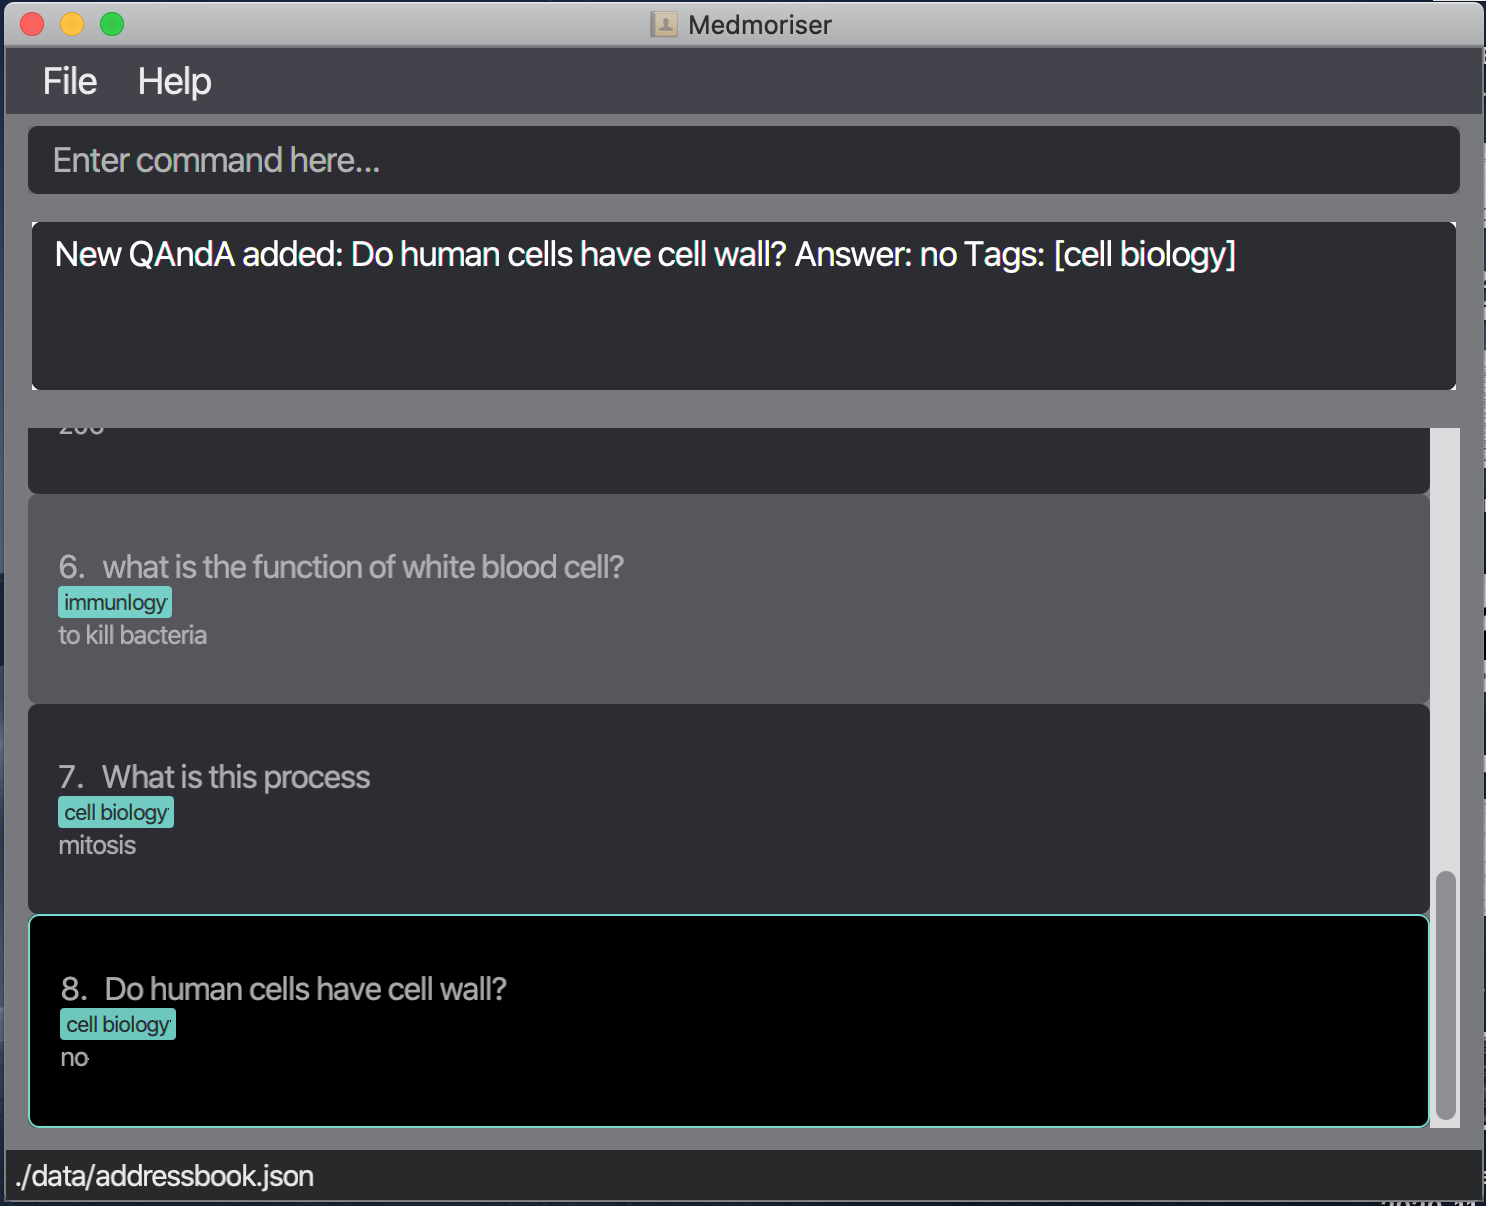 Medmoriser
File Help
Enter command here...
New QAndA added: Do human cells have cell wall? Answer: no Tags: [cell biology]
6. what is the function of white blood cell?
immunlogy
to kill bacteria
7. What is this process
cell biology
mitosis
8. Do human cells have cell wall?
cell biology
no
./data/addressbook.json